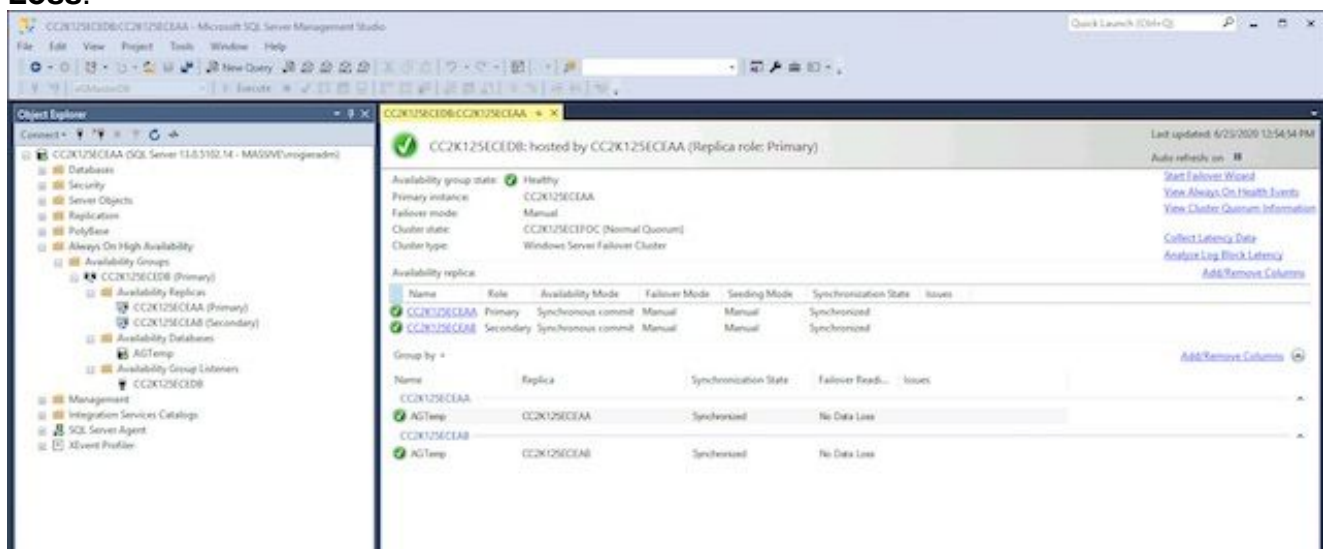 Loss.
CC2K125ECEDB:CC2K125ECEAA - Microsoft SQL Server Management Studio
Quick Launch (Ctrl+Q)
File Edit View Project Tools Window Help
New Query
Execute
Object Explorer
CC2K125ECEDB:CC2K125ECEAA
Connect
CC2K125ECEAA (SQL Server 13.0.5102.14 - MASSIVE\
Databases
Security
Server Objects
Replication
PolyBase
Always On High Availability
Availability Groups
CC2K125ECEDB (Primary)
Availability Replicas
CC2K125ECEAA (Primary)
CC2K125ECEAB (Secondary)
Availability Databases
AGTemp
Availability Group Listeners
CC2K125ECEDB
Management
Integration Services Catalogs
SQL Server Agent
XEvent Profiler
CC2K125ECEDB: hosted by CC2K125ECEAA (Replica role: Primary)
Last updated: 6/23/2020 12:54:54 PM
Auto refresh: on
Availability group state: Healthy
Primary instance: CC2K125ECEAA
Failover mode: Manual
Cluster state: (Normal Quorum)
Cluster type: Windows Server Failover Cluster
Start Failover Wizard
View Always On Health Events
View Cluster Quorum Information
Collect Latency Data
Analyze Log Block Latency
Availability replica:
Add/Remove Columns
Name Role Availability Mode Failover Mode Seeding Mode Synchronization State Issues
CC2K125ECEAA Primary Synchronous commit Manual Manual Synchronized
CC2K125ECEAB Secondary Synchronous commit Manual Manual Synchronized
Group by
Add/Remove Columns
Name Replica Synchronization State Failover Readi... Issues
CC2K125ECEAA
AGTemp CC2K125ECEAA Synchronized No Data Loss
CC2K125ECEAB
AGTemp CC2K125ECEAB Synchronized No Data Loss